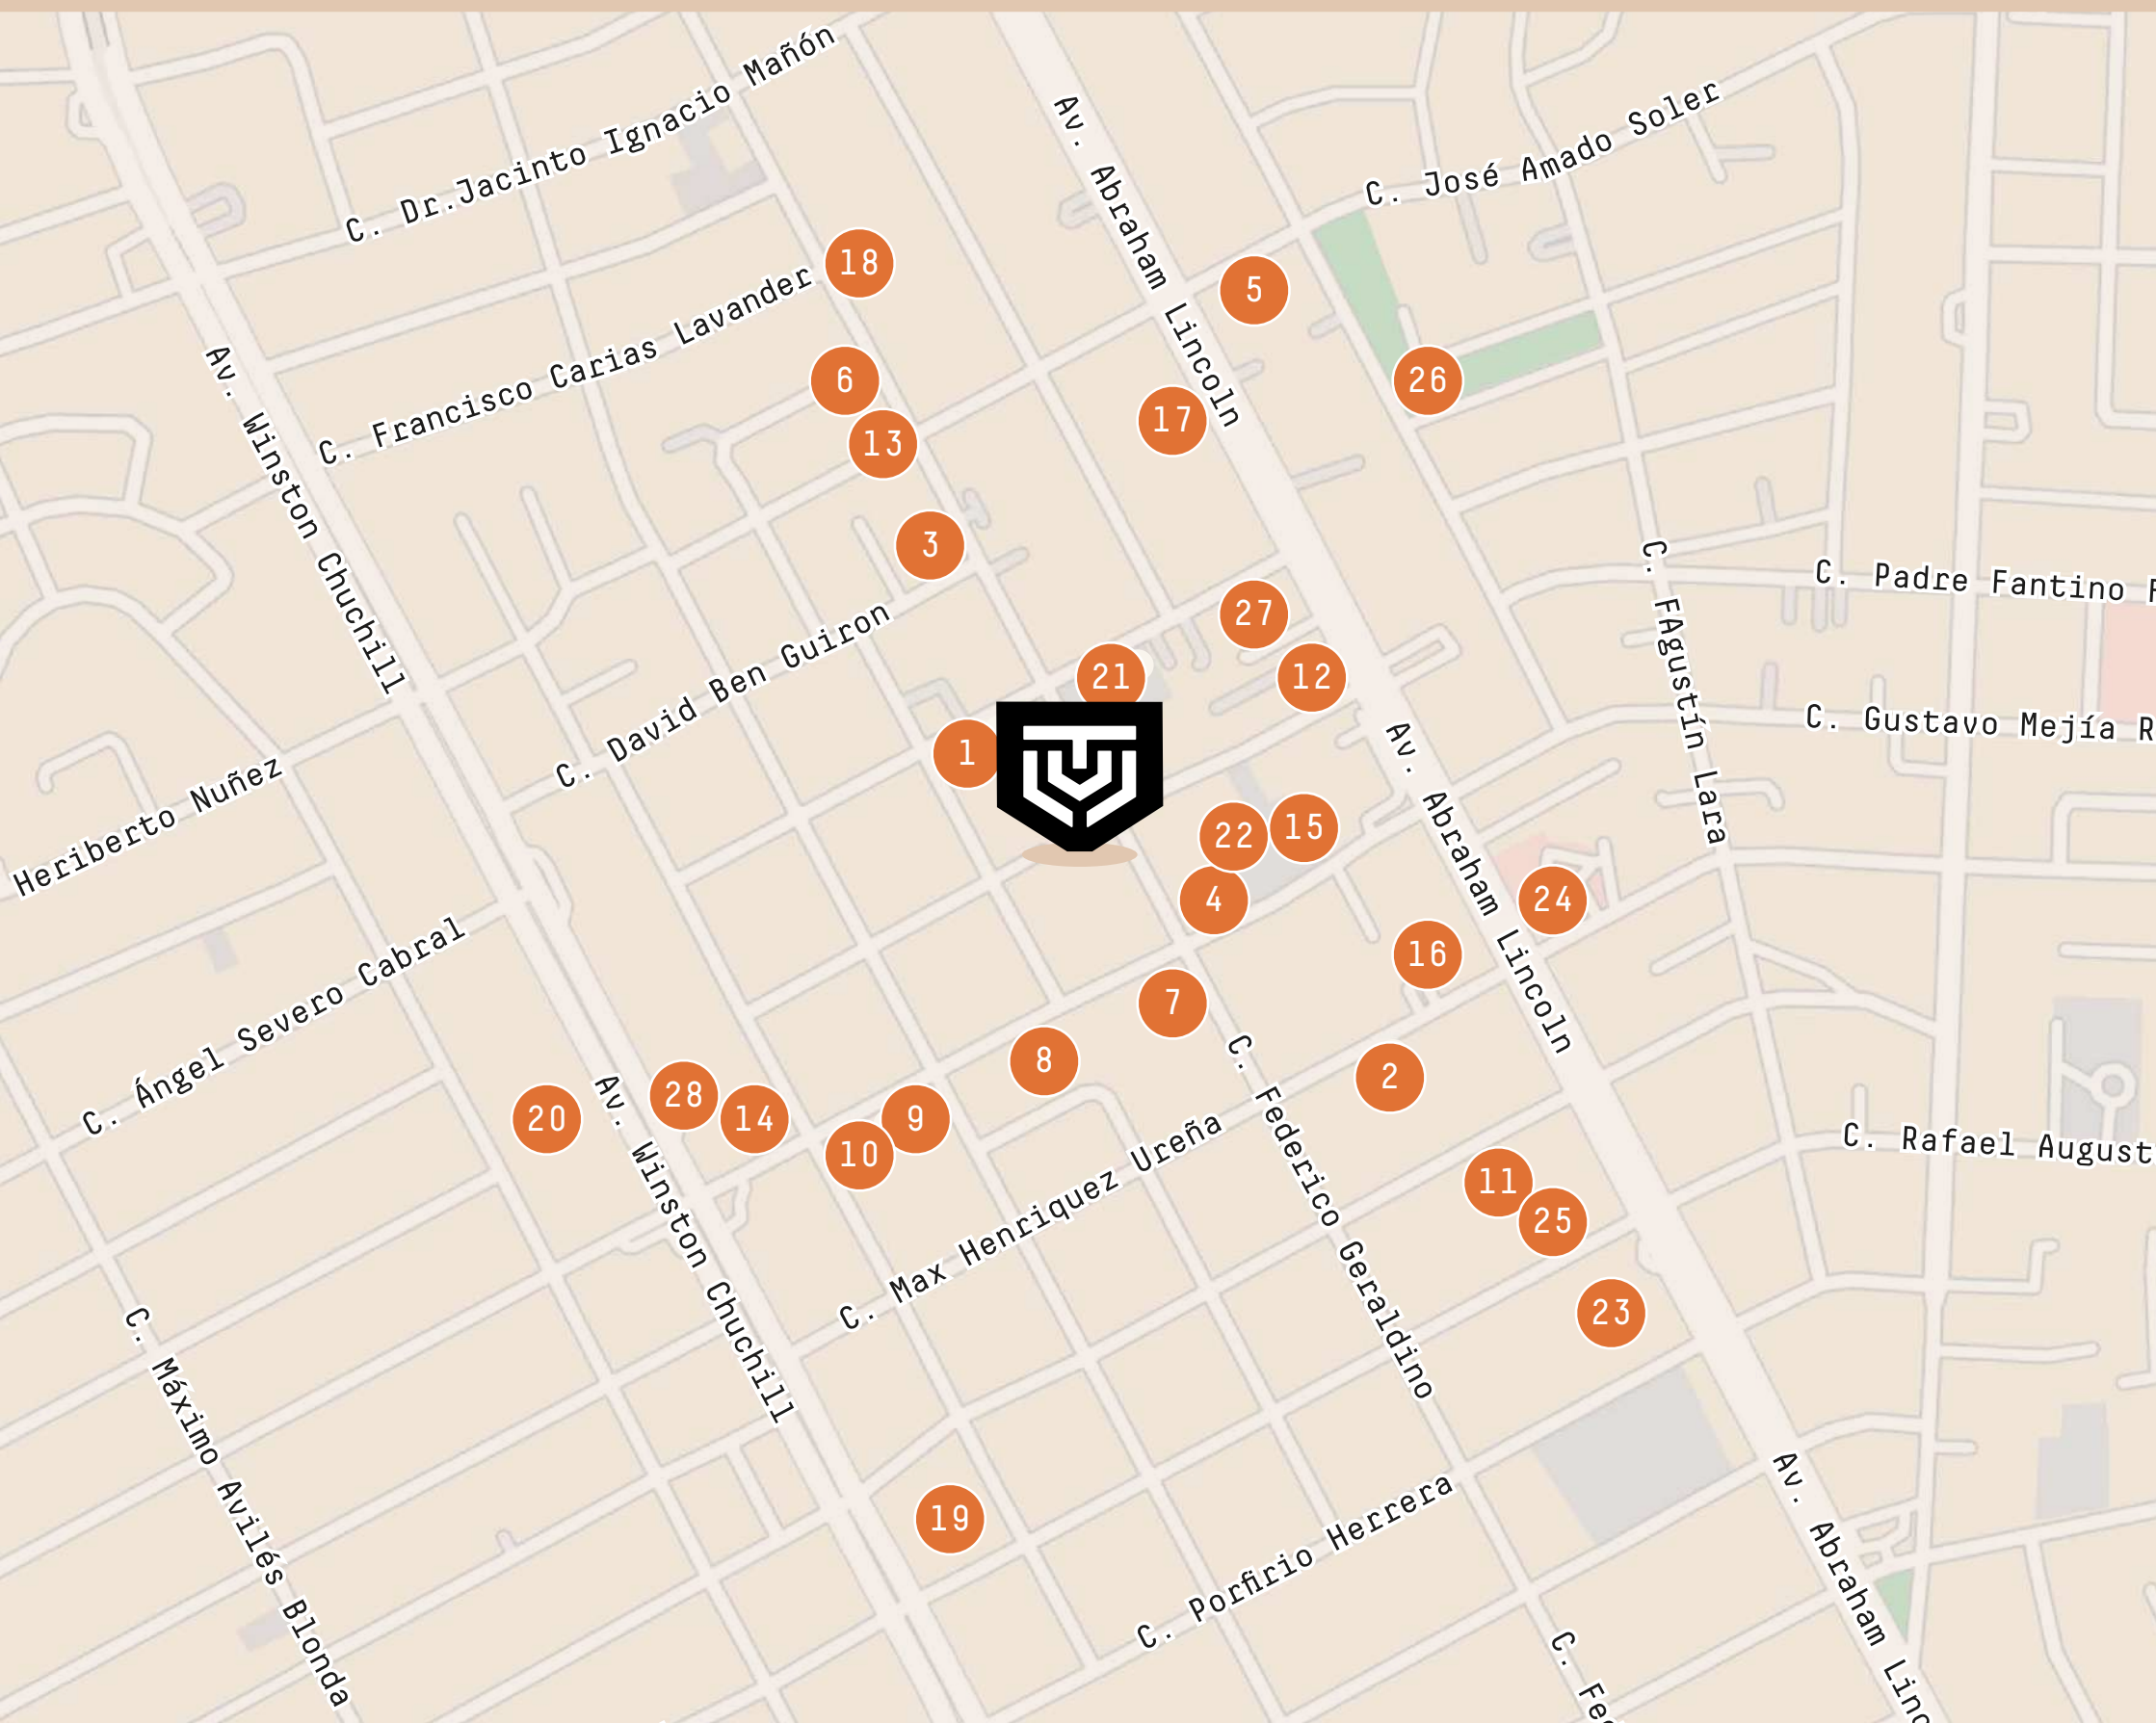 C. Dr.Jacinto Ignacio Mañón
Av. Abraham Lincoln
C. José Amado Soler
18
5
C. Francisco Carias Lavander
Av. Winston Chuchill
6
26
17
13
3
C. Padre Fantino F
C. FAgustín Lara
27
C. David Ben Guiron
21
12
C. Gustavo Mejía R
1
Heriberto Nuñez
Av. Abraham Lincoln
22
15
4
24
C. Ángel Severo Cabral
16
7
8
2
C. Federico Geraldino
Av. Winston Chuchill
28
20
14
9
10
C. Rafael August
C. Max Henriquez Ureña
11
25
23
C. Máximo Avilés Blonda
Av. Abraham Linc
19
C. Porfirio Herrera
C. Fed